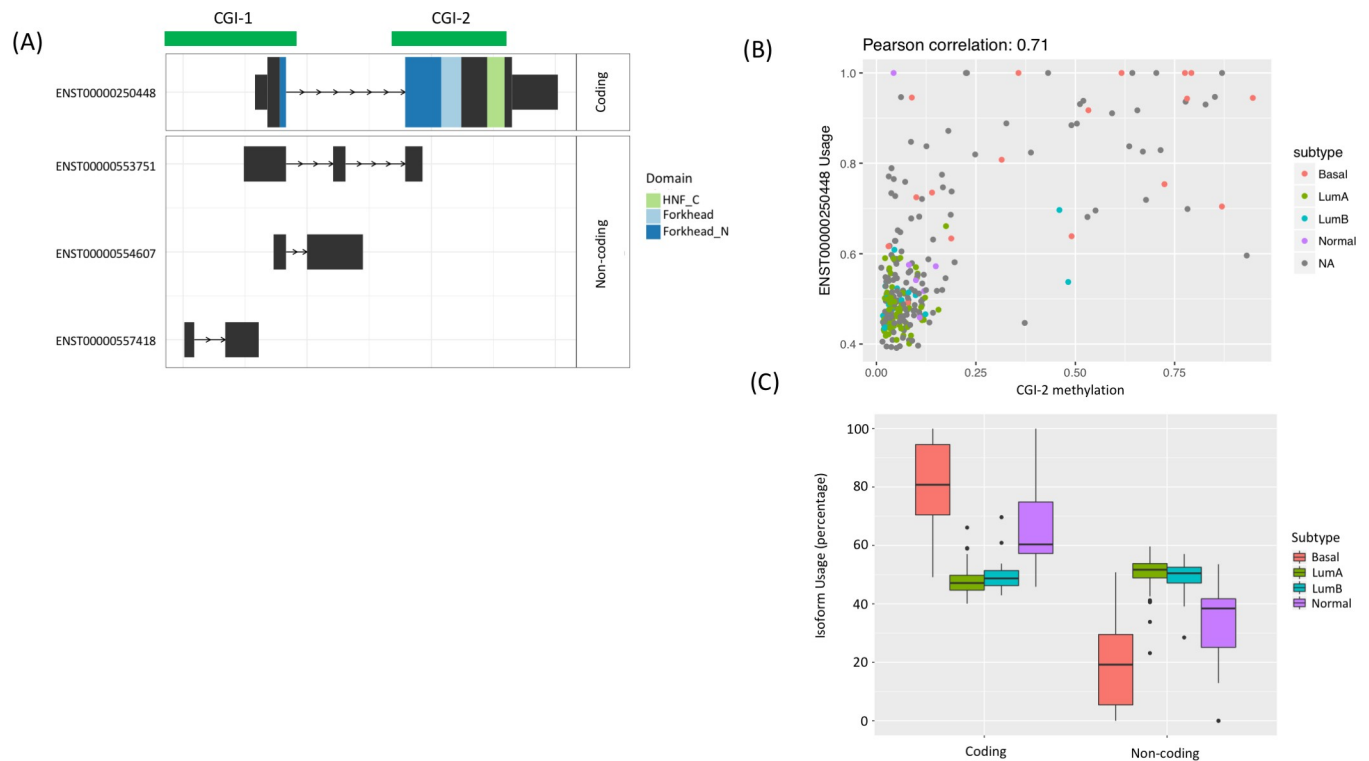 (A)
CGI-1
CGI-2
ENST00000250448
ENST00000553751
ENST00000554607
ENST00000557418
Coding
Non-coding
Domain
HNF_C
Forkhead
Forkhead_N
(B)
Pearson correlation: 0.71
ENST00000250448 Usage
1.0
0.8
0.6
0.4
0.00
0.25
0.50
0.75
CGI-2 methylation
subtype
Basal
LumA
LumB
Normal
NA
(C)
Isoform Usage (percentage)
100
80
60
40
20
0
Coding
Non-coding
Subtype
Basal
LumA
LumB
Normal